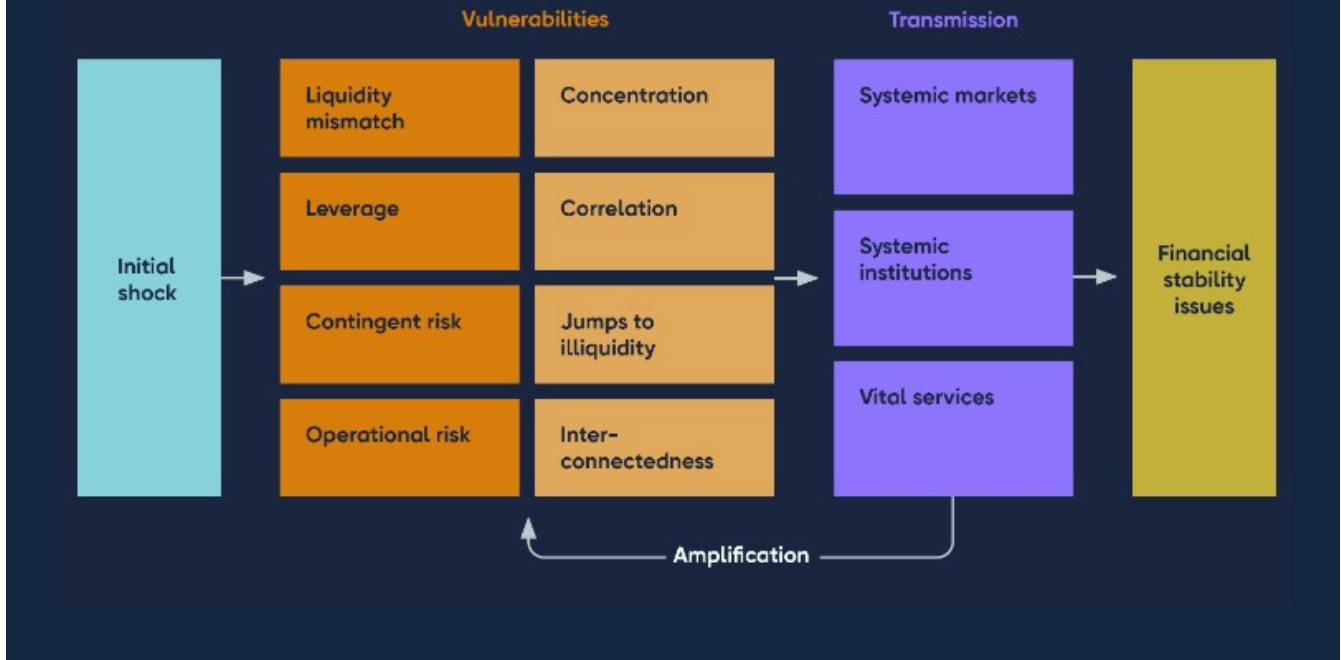 Vulnerabilities
Transmission
Initial
shock
Liquidity
mismatch
Concentration
Leverage
Correlation
Contingent risk
Jumps to
illiquidity
Operational risk
Inter-
connectedness
Systemic markets
Systemic
institutions
Vital services
Financial
stability
issues
Amplification